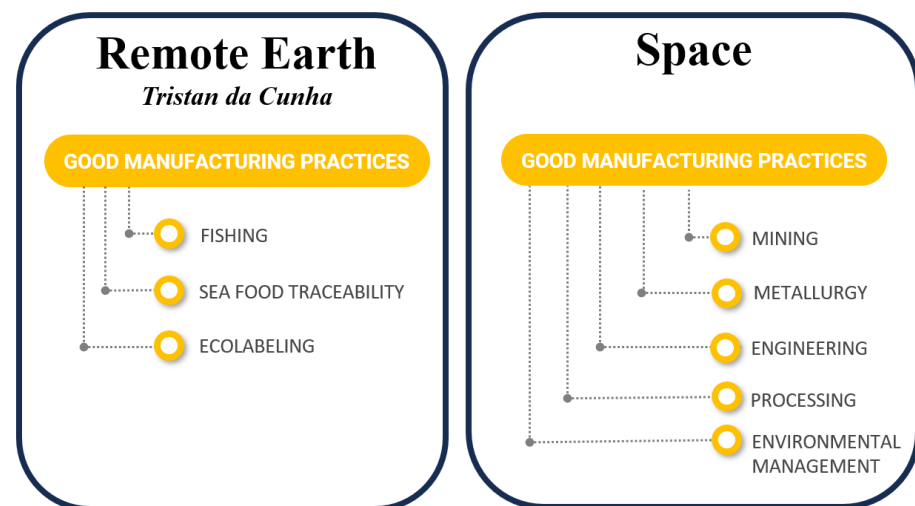 Remote Earth
Tristan da Cunha
GOOD MANUFACTURING PRACTICES
FISHING
SEA FOOD TRACEABILITY
ECOLABELING
Space
GOOD MANUFACTURING PRACTICES
MINING
METALLURGY
ENGINEERING
PROCESSING
ENVIRONMENTAL
MANAGEMENT